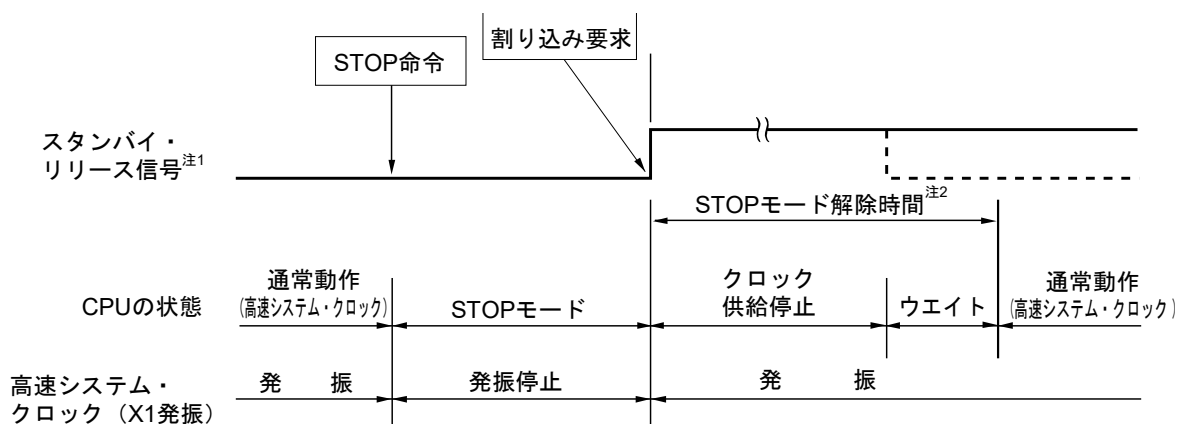 割り込み要求
STOP命令
スタンバイ・
リリース信号注1
STOPモード解除時間注2
CPUの状態
通常動作
(高速システム・クロック)
STOPモード
クロック
供給停止
ウエイト
通常動作
(高速システム・クロック)
高速システム・
クロック（X1発振）
発　　振
発振停止
発　　振